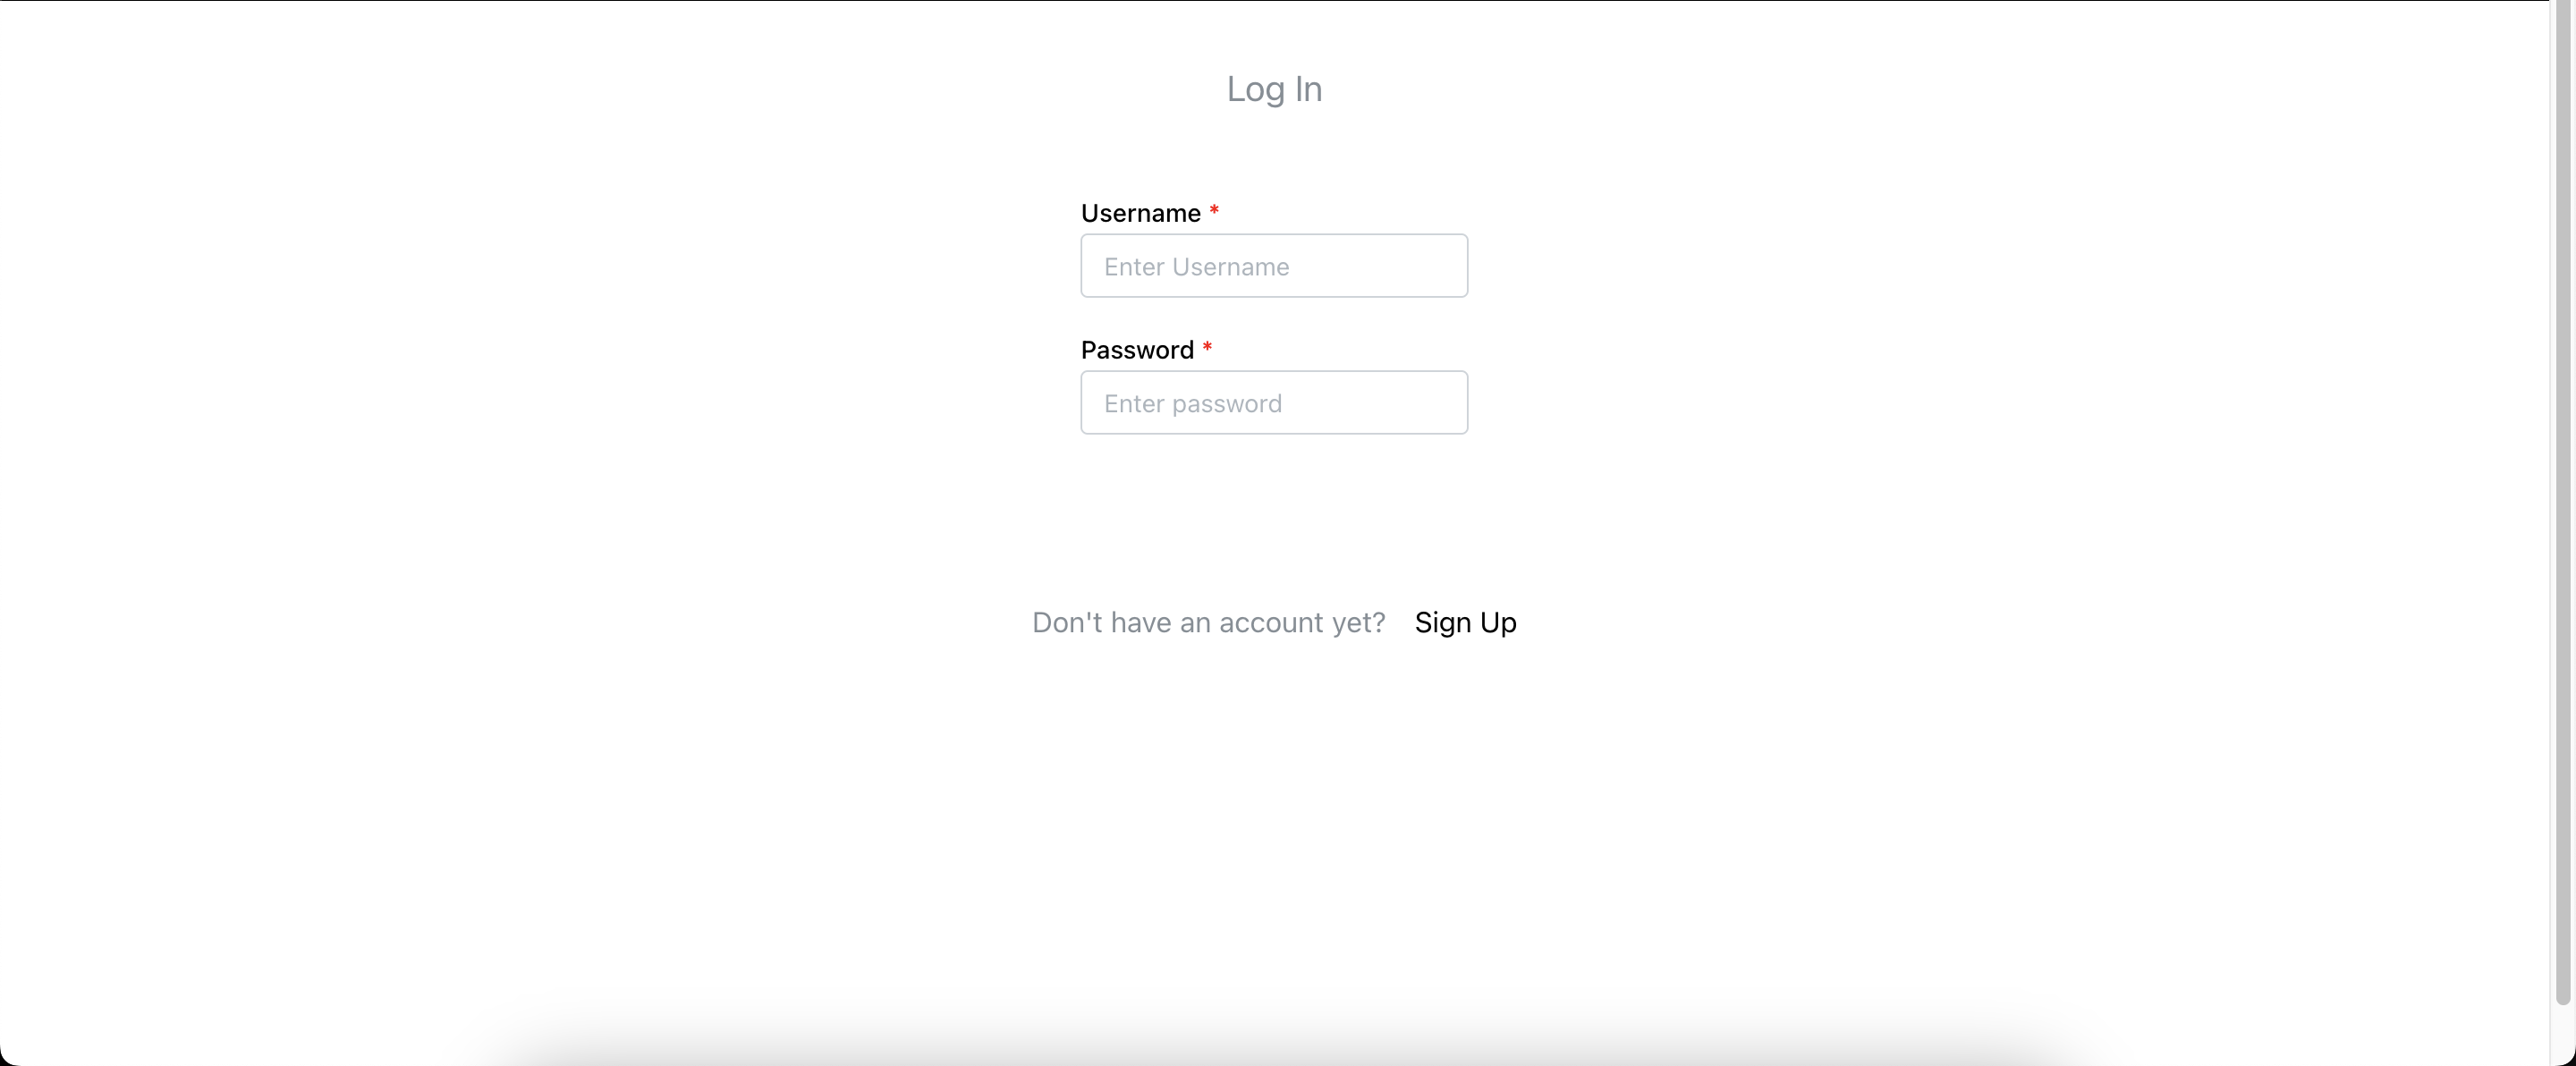 Log In
Username *
Enter Username
Password *
Enter password
Don't have an account yet? Sign Up